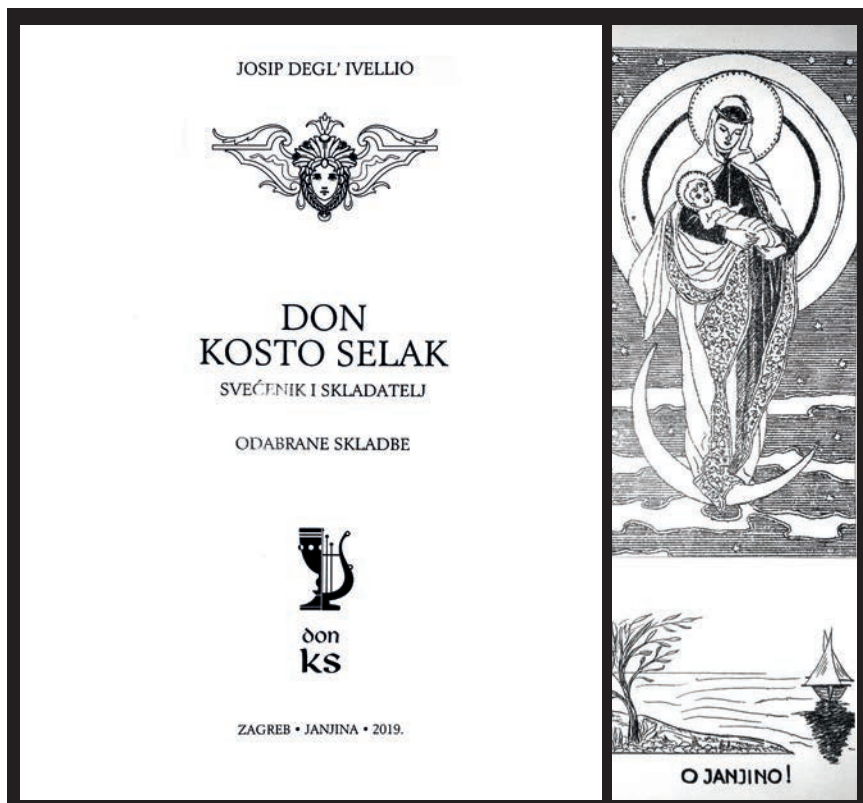 JOSIP DEGL' IVELLIO
DON
KOSTO SELAK
SVEĆENIK I SKLADATELJ
ODABRANE SKLADBE
don
ks
ZAGREB • JANJINA • 2019.
O JANJINO!